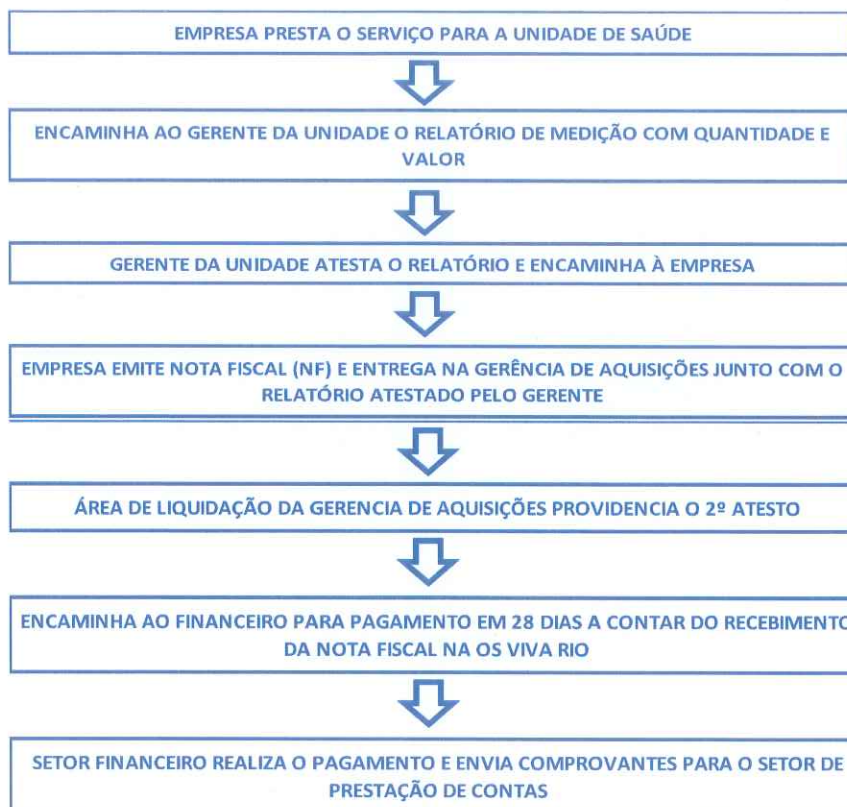 EMPRESA PRESTA O SERVIÇO PARA A UNIDADE DE SAÚDE
ENCAMINHA AO GERENTE DA UNIDADE O RELATÓRIO DE MEDIÇÃO COM QUANTIDADE E
VALOR
GERENTE DA UNIDADE ATESTA O RELATÓRIO E ENCAMINHA À EMPRESA
EMPRESA EMITE NOTA FISCAL (NF) E ENTREGA NA GERÊNCIA DE AQUISIÇÕES JUNTO COM O
RELATÓRIO ATESTADO PELO GERENTE
ÁREA DE LIQUIDAÇÃO DA GERENCIA DE AQUISIÇÕES PROVIDENCIA O 2º ATESTO
ENCAMINHA AO FINANCEIRO PARA PAGAMENTO EM 28 DIAS A CONTAR DO RECEBIMENTO
DA NOTA FISCAL NA OS VIVA RIO
SETOR FINANCEIRO REALIZA O PAGAMENTO E ENVIA COMPROVANTES PARA O SETOR DE
PRESTAÇÃO DE CONTAS